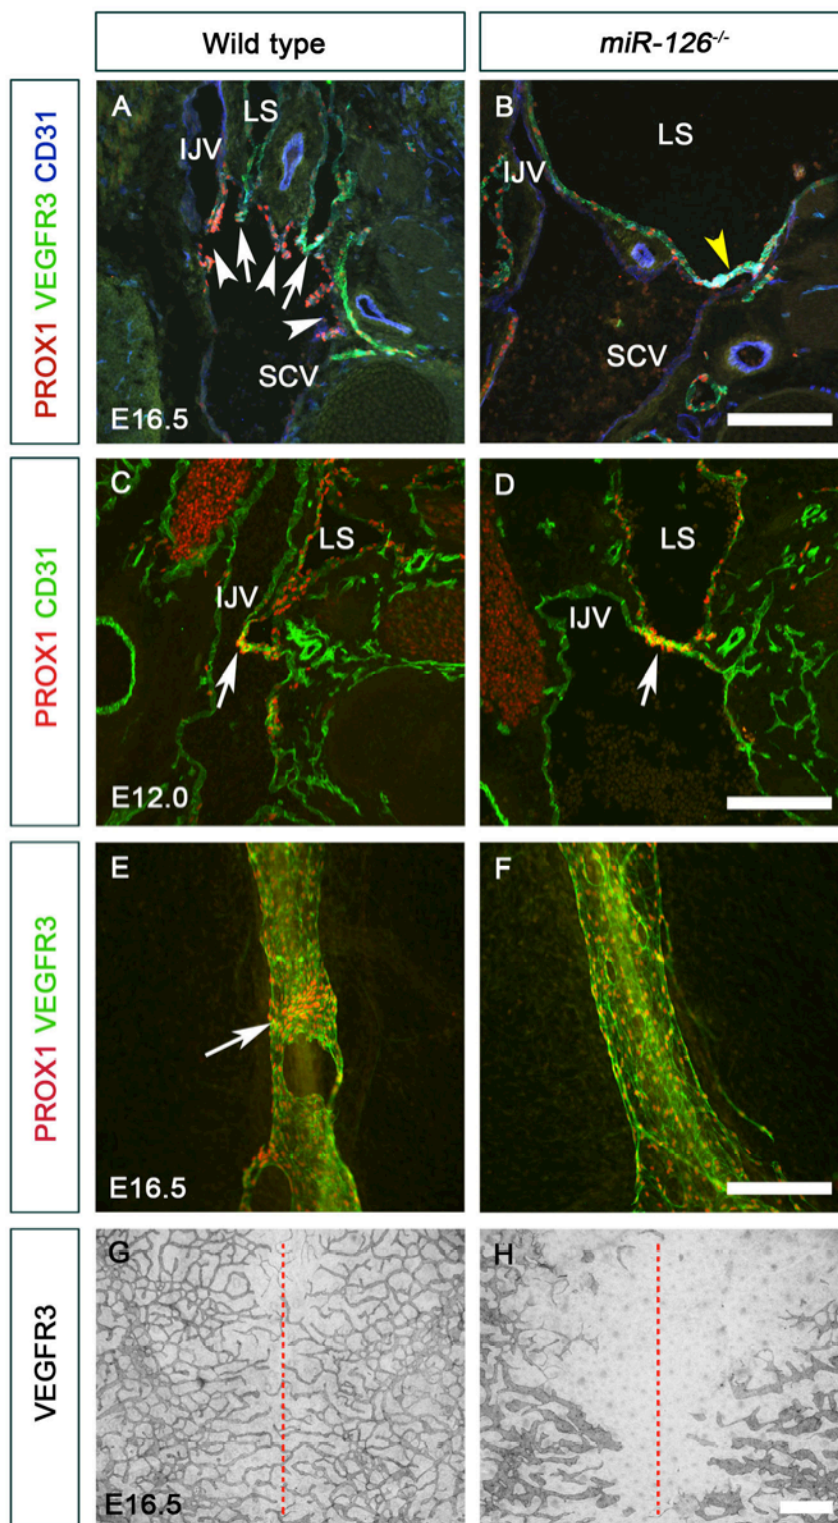 Wild type
miR-126-/-
PROX1 VEGFR3 CD31
A
LS
IJV
SCV
E16.5
B
LS
IJV
SCV
PROX1 CD31
C
LS
IJV
E12.0
D
LS
IJV
PROX1 VEGFR3
E
E16.5
F
VEGFR3
G
E16.5
H